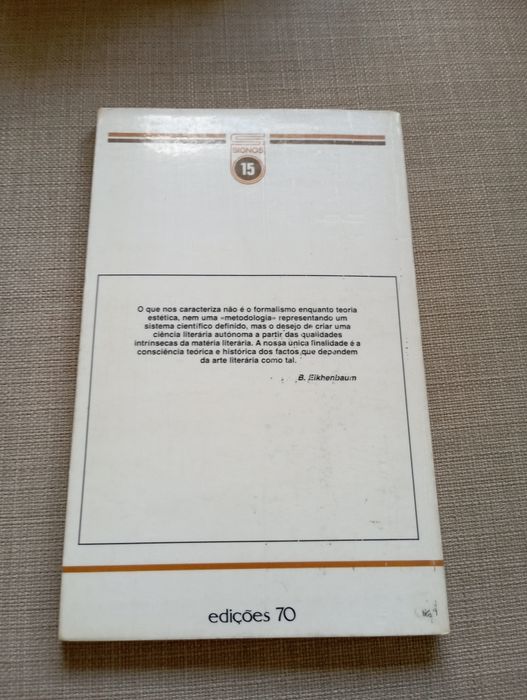 SIGNOS
15
O que nos caracteriza não é o formalismo enquanto teoria
estética, nem uma «metodologia» representando um
sistema científico definido, mas o desejo de criar uma
ciência literária autónoma a partir das qualidades
intrínsecas da matéria literária. A nossa única finalidade é a
consciência teórica e histórica dos factos que dependem
da arte literária como tal.
B. Eikhenbaum
edições 70